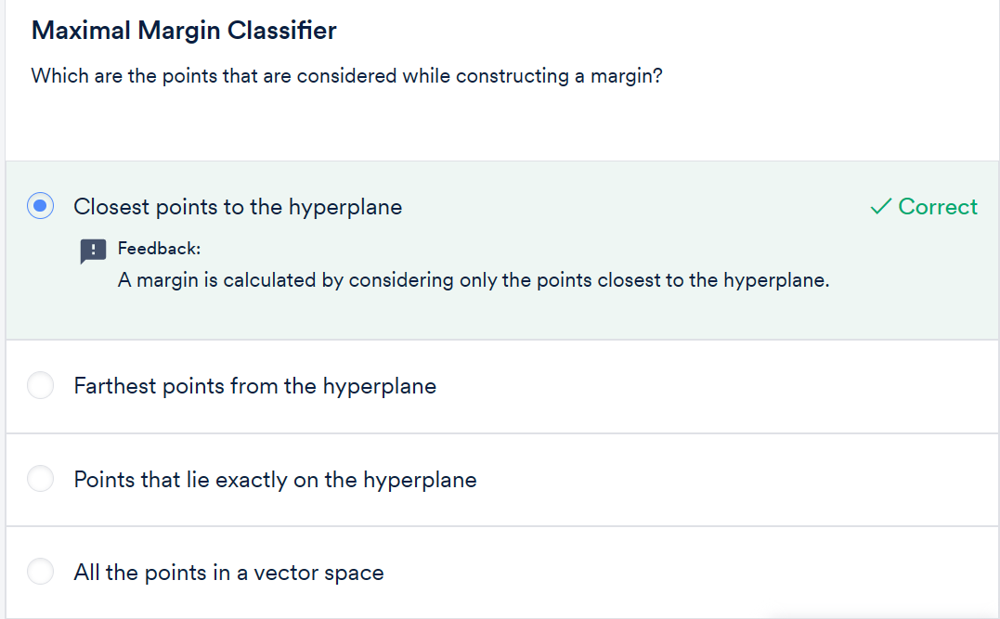 Maximal Margin Classifier
Which are the points that are considered while constructing a margin?
Closest points to the hyperplane
Correct
Feedback:
A margin is calculated by considering only the points closest to the hyperplane.
Farthest points from the hyperplane
Points that lie exactly on the hyperplane
All the points in a vector space